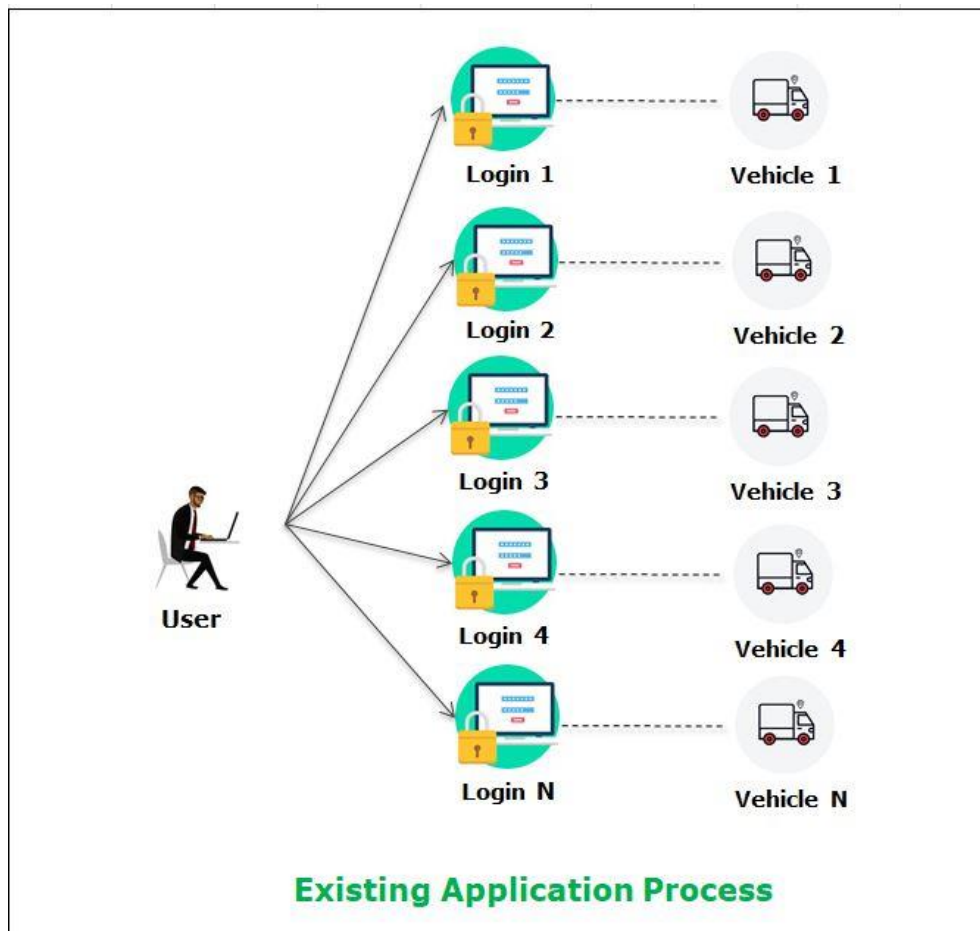 Login 1
Vehicle 1
Login 2
Vehicle 2
Login 3
Vehicle 3
User
Login 4
Vehicle 4
Login N
Vehicle N
Existing Application Process